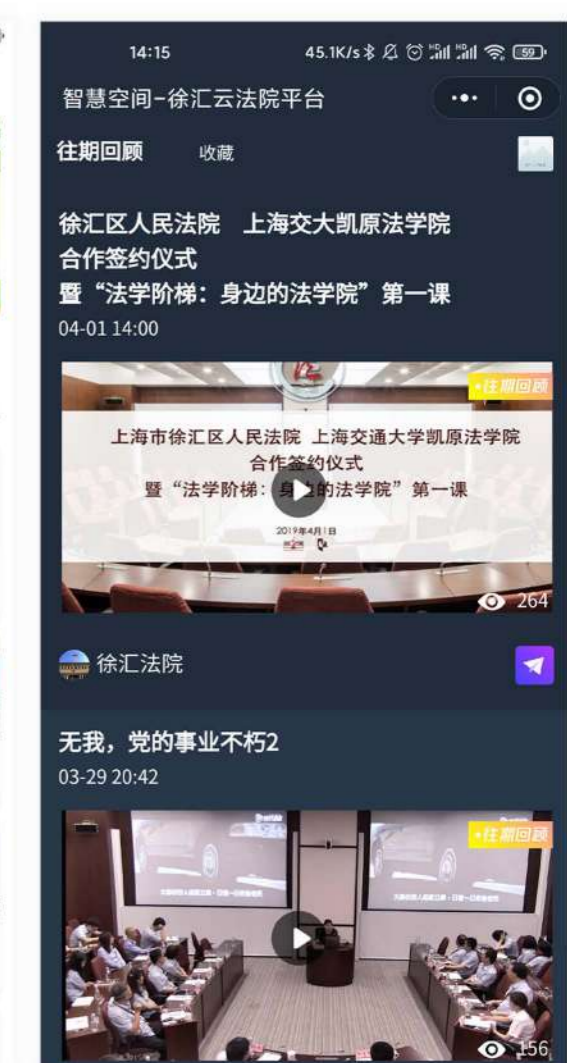 14:15
45.1K/s
HD
HD
59
智慧空间-徐汇云法院平台
往期回顾
收藏
徐汇区人民法院 上海交大凯原法学院
合作签约仪式
暨“法学阶梯：身边的法学院”第一课
04-01 14:00
往期回顾
上海市徐汇区人民法院 上海交通大学凯原法学院
合作签约仪式
暨“法学阶梯：身边的法学院”第一课
2019年4月1日
264
徐汇法院
无我，党的事业不朽2
03-29 20:42
往期回顾
156